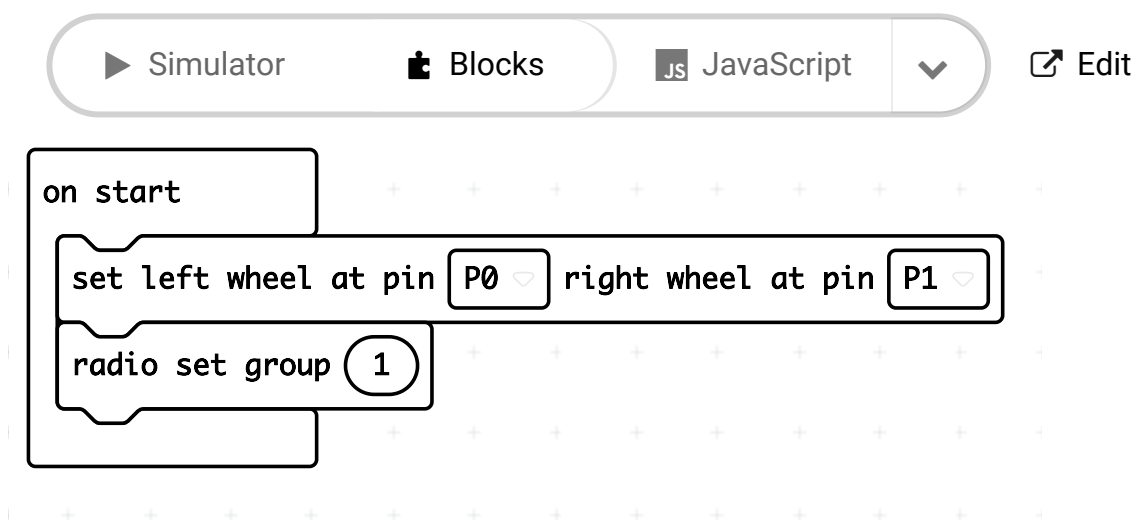 Simulator Blocks JS JavaScript Edit
on start
set left wheel at pin P0 right wheel at pin P1
radio set group 1